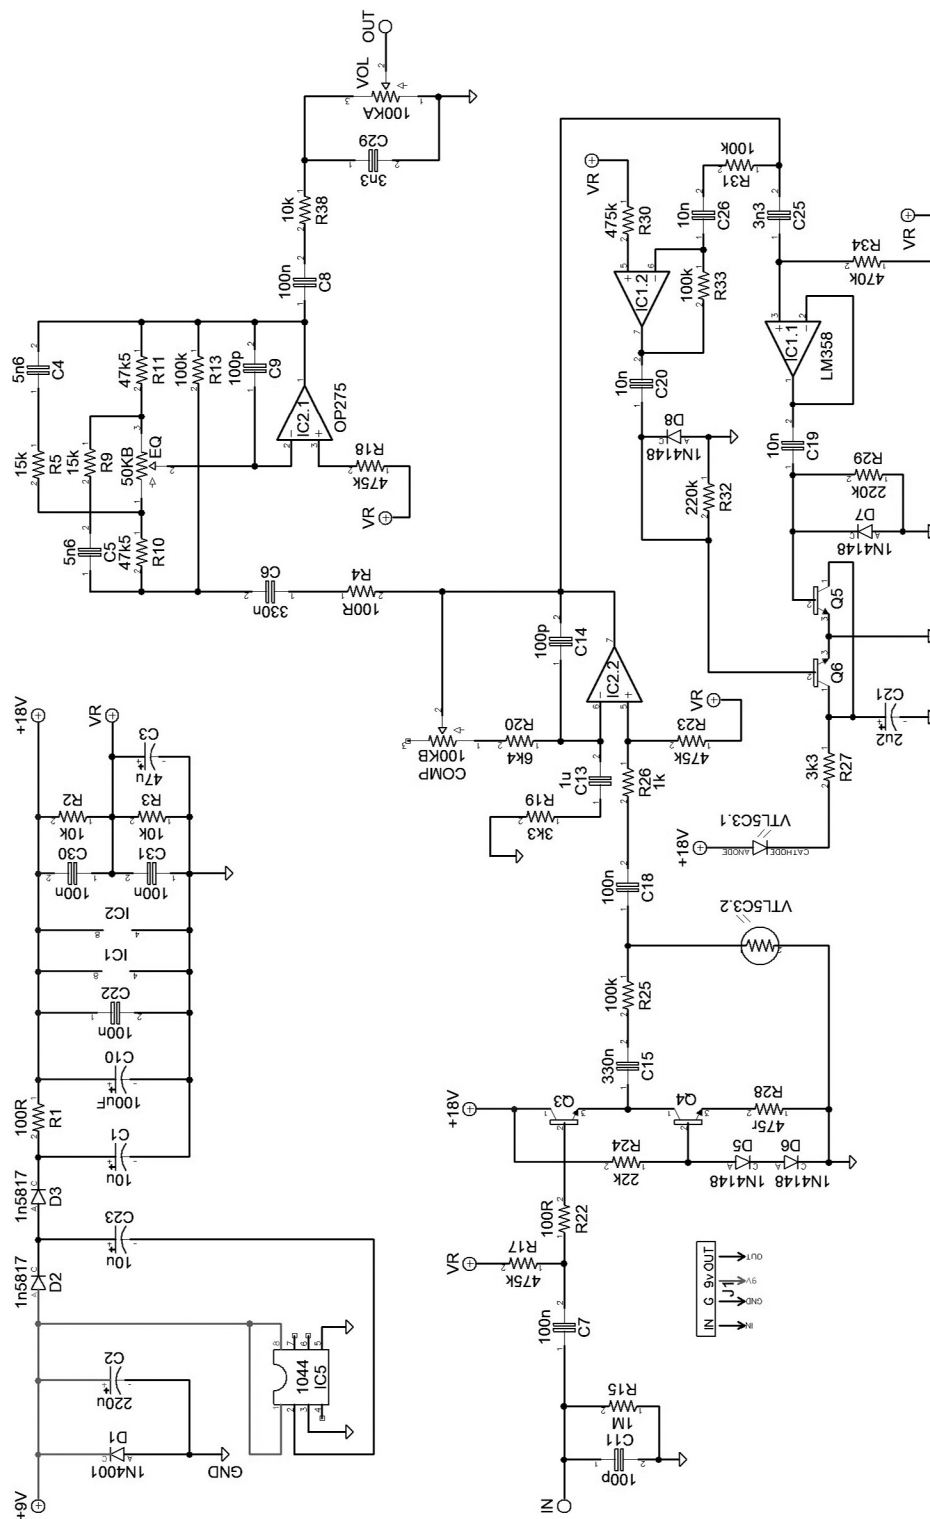 +9V
D1
1N4001
GND
C2
220u
1044
IC5
1n5817
D2
C23
10u
1n5817
D3
C1
10u
100R
R1
C10
100uF
C22
100n
IC1
IC2
C30
100n
C31
100n
R2
10k
R3
10k
C3
47u
+18V
VR
5n6
C5
47k5
R10
15k
R5
15k
R9
50KB
EQ
5n6
C4
47k5
R11
100k
R13
100p
C9
IC2.1
OP275
R18
475k
VR
C6
330n
R4
100R
100n
C8
10k
R38
C29
3n3
VOL
100KA
OUT
IN
C11
100p
R15
1M
100n
C7
VR
R17
475k
100R
R22
+18V
Q3
R24
22k
Q4
D5
1N4148
D6
1N4148
R28
475r
330n
C15
100k
R25
VTL5C3.2
100n
C18
R26
1k
R23
475k
VR
R19
3k3
1u
C13
COMP
100KB
R20
6k4
100p
C14
IC2.2
+18V
VTL5C3.1
ANODE
CATHODE
3k3
R27
C21
2u2
Q6
Q5
D7
1N4148
R29
220k
10n
C19
IC1.1
LM358
R34
470k
VR
3n3
C25
R31
100k
10n
C26
100k
R33
475k
R30
VR
IC1.2
10n
C20
D8
1N4148
220k
R32
IN G 9v OUT
J1
IN
GND
9V
OUT